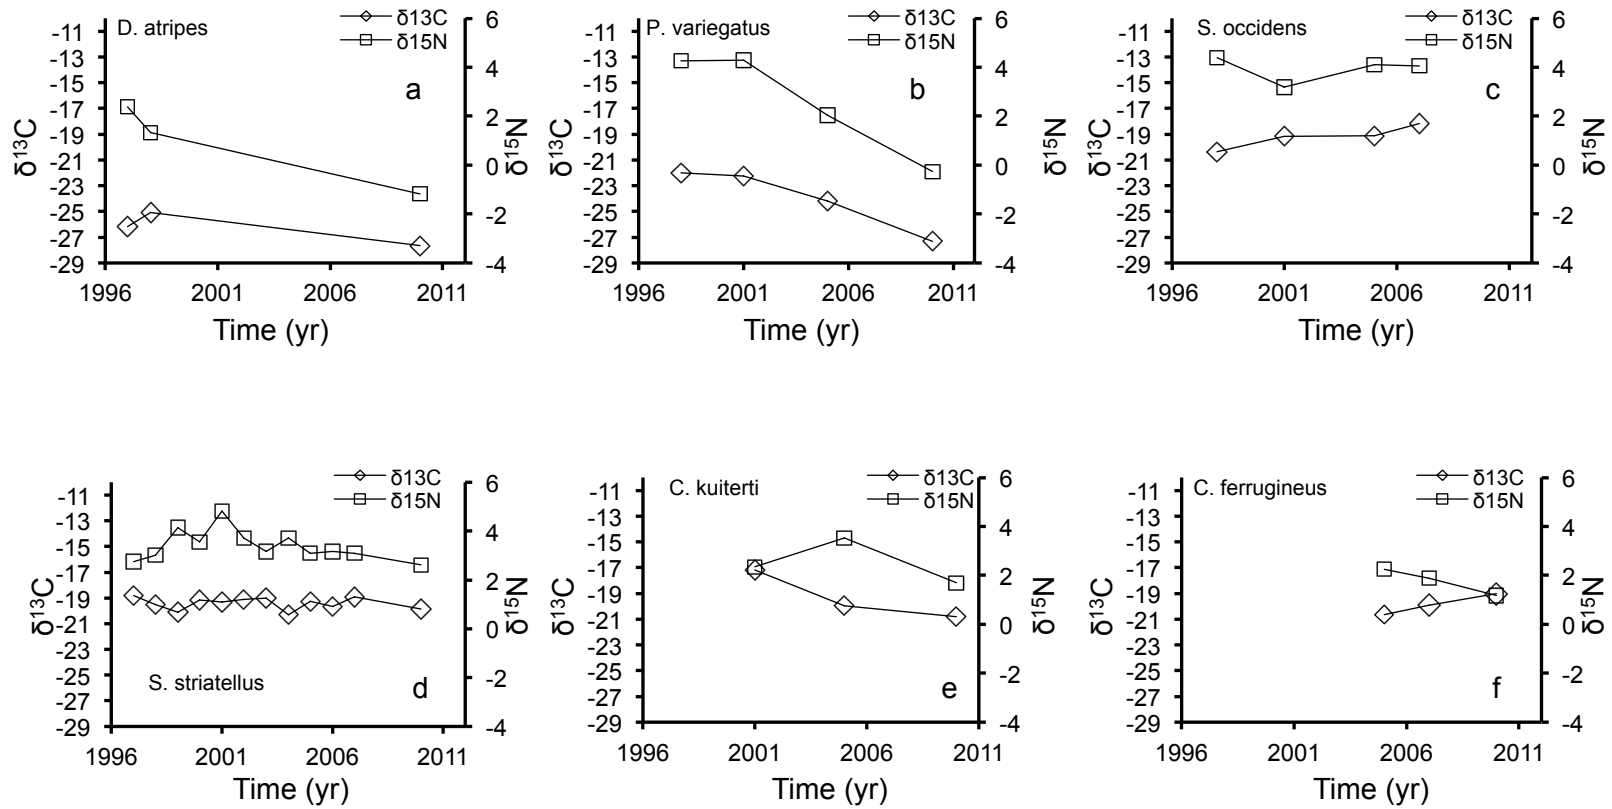 D. atripes
δ13C
δ15N
a
-11
-13
-15
-17
-19
-21
-23
-25
-27
-29
6
4
2
0
-2
-4
δ13C
δ15N
1996 2001 2006 2011
Time (yr)
P. variegatus
δ13C
δ15N
b
-11
-13
-15
-17
-19
-21
-23
-25
-27
-29
6
4
2
0
-2
-4
δ13C
δ15N
1996 2001 2006 2011
Time (yr)
S. occidens
δ13C
δ15N
c
-11
-13
-15
-17
-19
-21
-23
-25
-27
-29
6
4
2
0
-2
-4
δ13C
δ15N
1996 2001 2006 2011
Time (yr)
δ13C
δ15N
-11
-13
-15
-17
-19
-21
-23
-25
-27
-29
6
4
2
0
-2
-4
δ13C
δ15N
S. striatellus
d
1996 2001 2006 2011
Time (yr)
C. kuiterti
δ13C
δ15N
-11
-13
-15
-17
-19
-21
-23
-25
-27
-29
6
4
2
0
-2
-4
δ13C
δ15N
e
1996 2001 2006 2011
Time (yr)
C. ferrugineus
δ13C
δ15N
-11
-13
-15
-17
-19
-21
-23
-25
-27
-29
6
4
2
0
-2
-4
δ13C
δ15N
f
1996 2001 2006 2011
Time (yr)